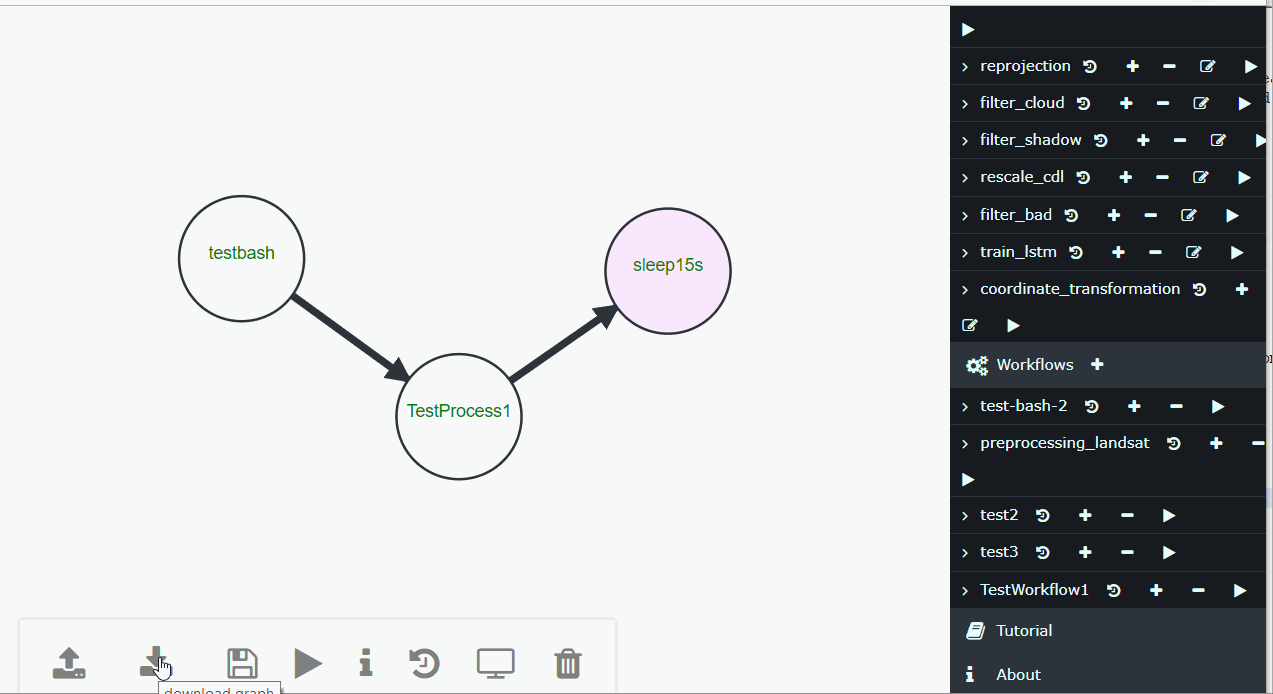 testbash
sleep15s
TestProcess1
download graph
reprojection
filter_cloud
filter_shadow
rescale_cdl
filter_bad
train_lstm
coordinate_transformation
Workflows
test-bash-2
preprocessing_landsat
test2
test3
TestWorkflow1
Tutorial
About